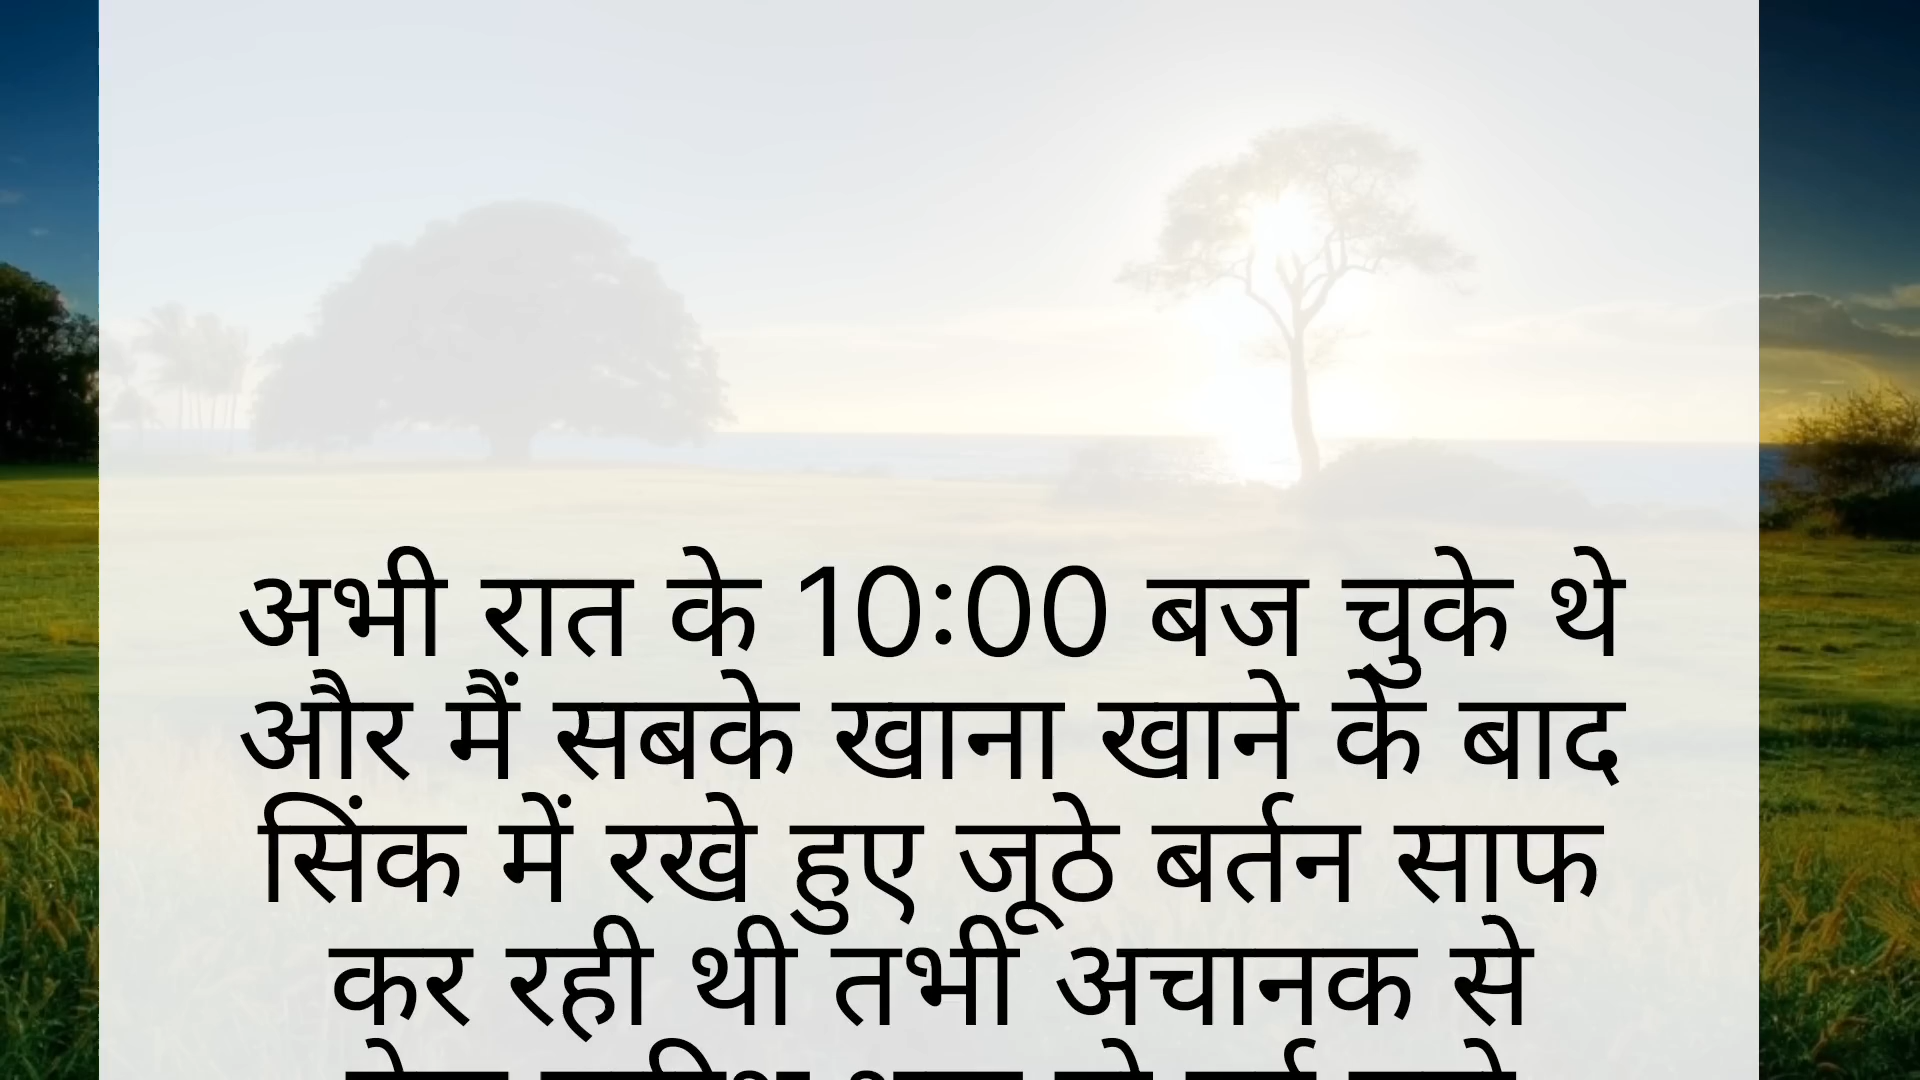 अभी रात के 10:00 बज चुके थे
और मैं सबके खाना खाने के बाद
सिंक में रखे हुए जूठे बर्तन साफ
कर रही थी तभी अचानक से